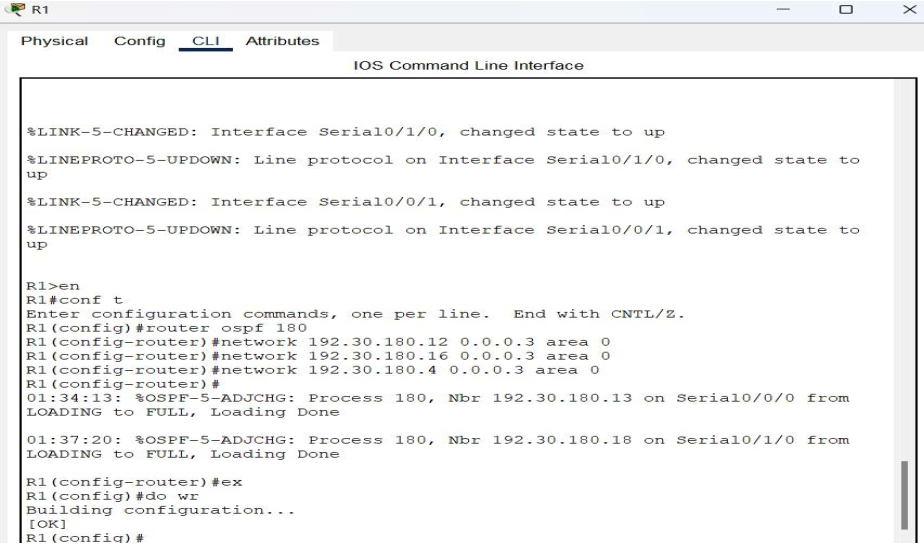 R1
Physical Config CLI Attributes
IOS Command Line Interface
%LINK-5-CHANGED: Interface Serial0/1/0, changed state to up
%LINEPROTO-5-UPDOWN: Line protocol on Interface Serial0/1/0, changed state to
up
%LINK-5-CHANGED: Interface Serial0/0/1, changed state to up
%LINEPROTO-5-UPDOWN: Line protocol on Interface Serial0/0/1, changed state to
up
R1>en
R1#conf t
Enter configuration commands, one per line.  End with CNTL/Z.
R1(config)#router ospf 180
R1(config-router)#network 192.30.180.12 0.0.0.3 area 0
R1(config-router)#network 192.30.180.16 0.0.0.3 area 0
R1(config-router)#network 192.30.180.4 0.0.0.3 area 0
R1(config-router)#
01:34:13: %OSPF-5-ADJCHG: Process 180, Nbr 192.30.180.13 on Serial0/0/0 from
LOADING to FULL, Loading Done
01:37:20: %OSPF-5-ADJCHG: Process 180, Nbr 192.30.180.18 on Serial0/1/0 from
LOADING to FULL, Loading Done
R1(config-router)#ex
R1(config)#do wr
Building configuration...
[OK]
R1(config)#